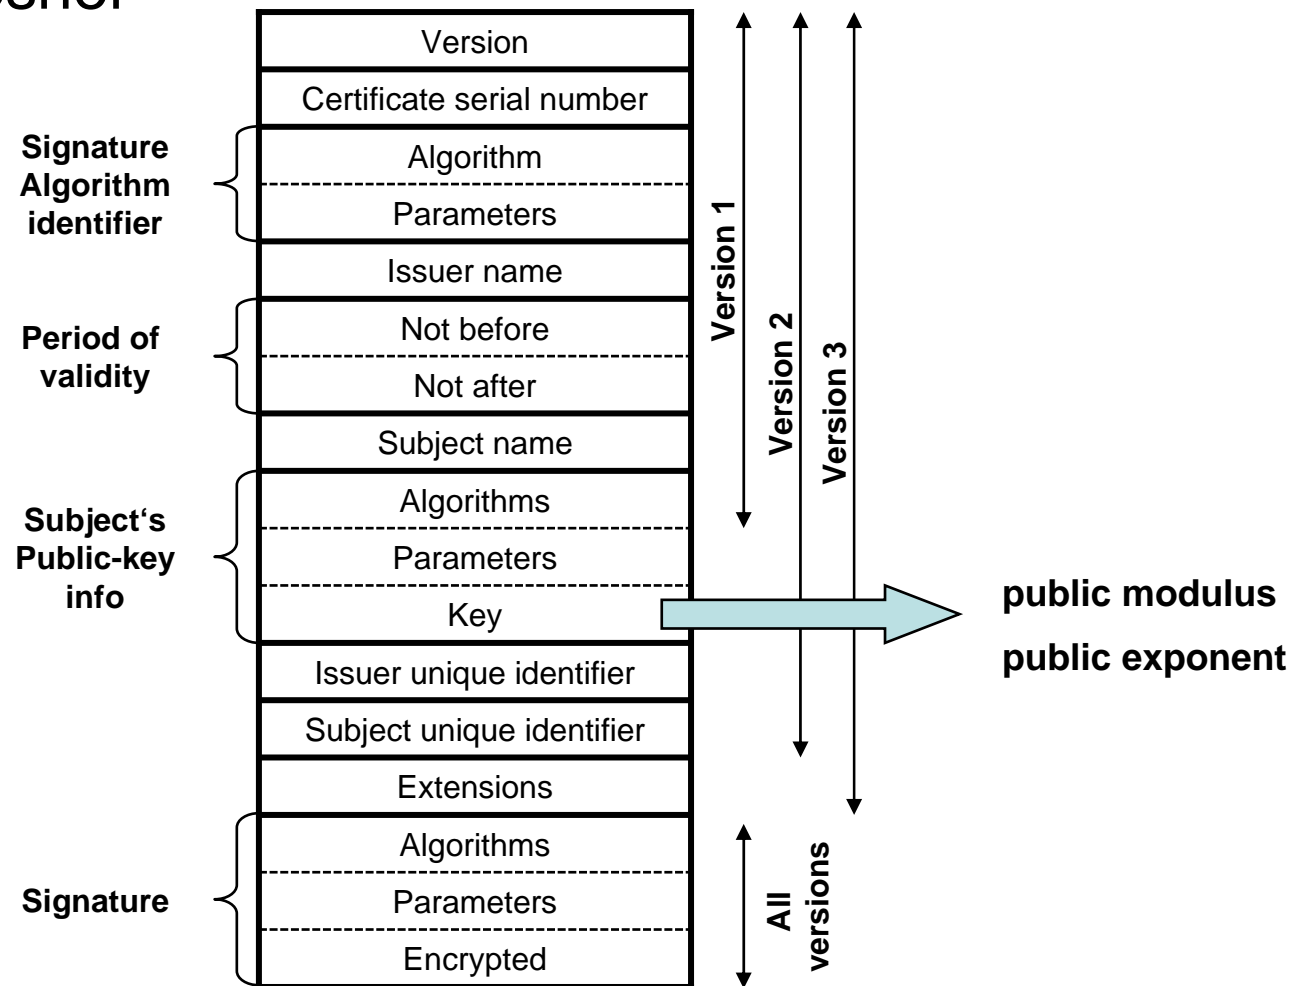 Version
Certificate serial number
Signature
Algorithm
identifier
Algorithm
Parameters
Issuer name
Period of
validity
Not before
Not after
Subject name
Subject‘s
Public-key
info
Algorithms
Parameters
Key
Issuer unique identifier
Subject unique identifier
Extensions
Signature
Algorithms
Parameters
Encrypted
Version 1
Version 2
Version 3
All
versions
public modulus
public exponent